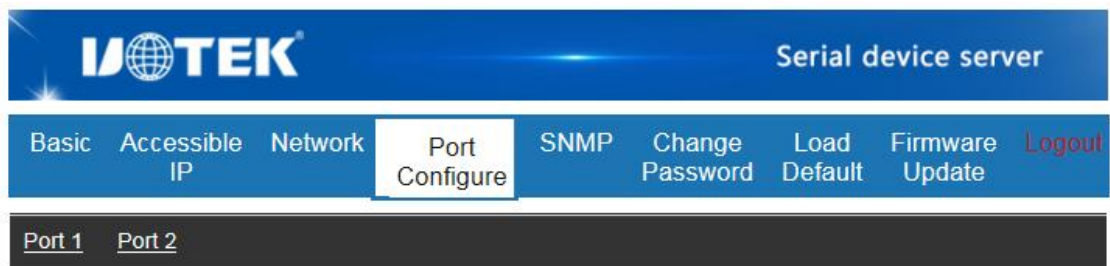 UOTEK®
Serial device server
Basic Accessible IP Network Port Configure SNMP Change Password Load Default Firmware Update Logout
Port 1 Port 2